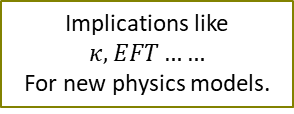 Implications like
κ, EFT ... ...
For new physics models.